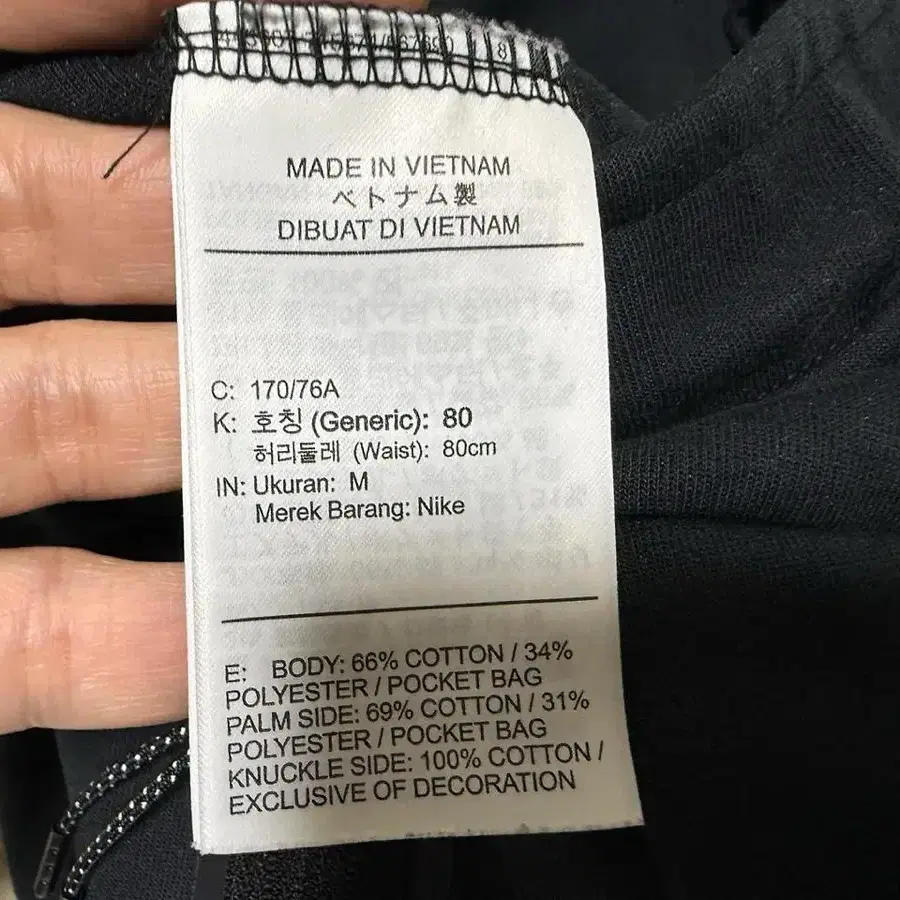 MADE IN VIETNAM
ベトナム製
DIBUAT DI VIETNAM
C: 170/76A
K: 호칭 (Generic): 80
허리둘레 (Waist): 80cm
IN: Ukuran: M
Merek Barang: Nike
E: BODY: 66% COTTON / 34%
POLYESTER / POCKET BAG
PALM SIDE: 69% COTTON / 31%
POLYESTER / POCKET BAG
KNUCKLE SIDE: 100% COTTON /
EXCLUSIVE OF DECORATION